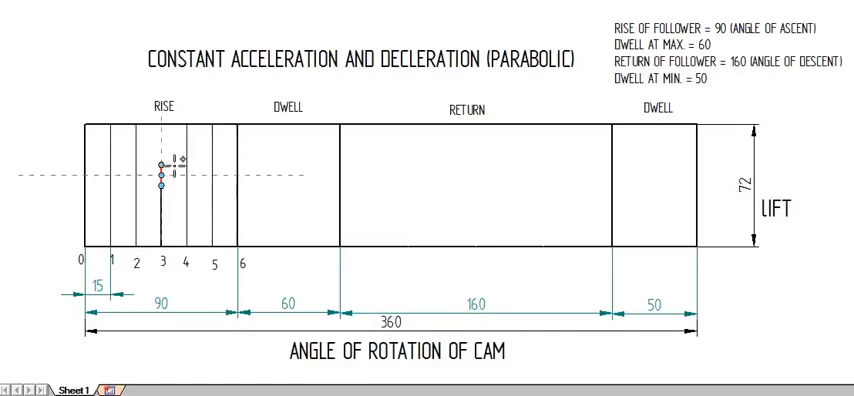 RISE OF FOLLOWER = 90 (ANGLE OF ASCENT)
DWELL AT MAX. = 60
RETURN OF FOLLOWER = 160 (ANGLE OF DESCENT)
DWELL AT MIN. = 50
CONSTANT ACCELERATION AND DECLERATION (PARABOLIC)
RISE DWELL RETURN DWELL
72
LIFT
0 1 2 3 4 5 6
15
90 60 160 50
360
ANGLE OF ROTATION OF CAM
Sheet 1